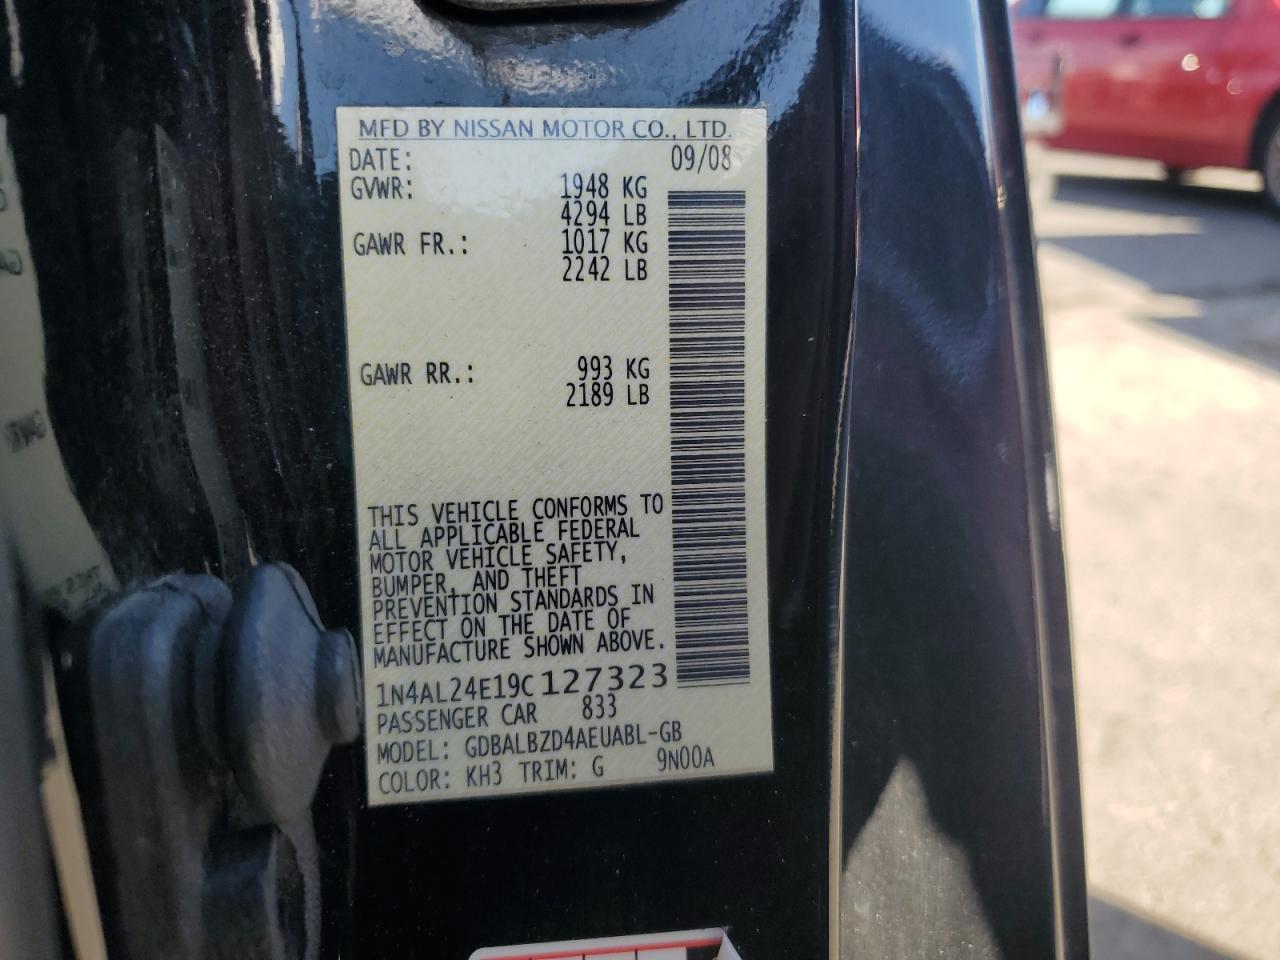 MFD BY NISSAN MOTOR CO., LTD.
DATE: 09/08
GVWR: 1948 KG
4294 LB
GAWR FR.: 1017 KG
2242 LB
GAWR RR.: 993 KG
2189 LB
THIS VEHICLE CONFORMS TO
ALL APPLICABLE FEDERAL
MOTOR VEHICLE SAFETY,
BUMPER, AND THEFT
PREVENTION STANDARDS IN
EFFECT ON THE DATE OF
MANUFACTURE SHOWN ABOVE.
1N4AL24E19C127323
PASSENGER CAR 833
MODEL: GDBALBZD4AEUABL-GB
COLOR: KH3 TRIM: G 9N00A